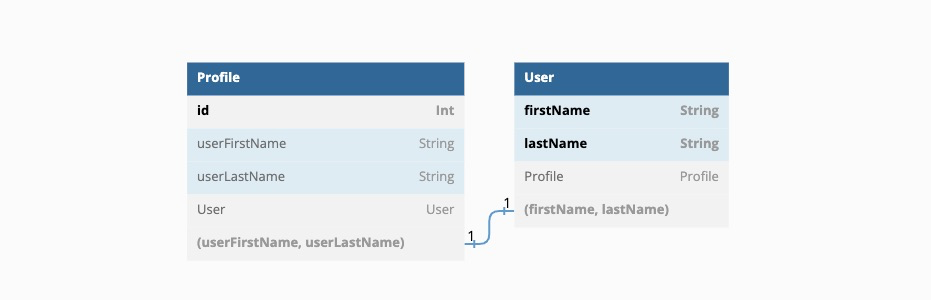 Profile
id Int
userFirstName String
userLastName String
User User
(userFirstName, userLastName)
1
User
firstName String
lastName String
Profile Profile
(firstName, lastName)
1